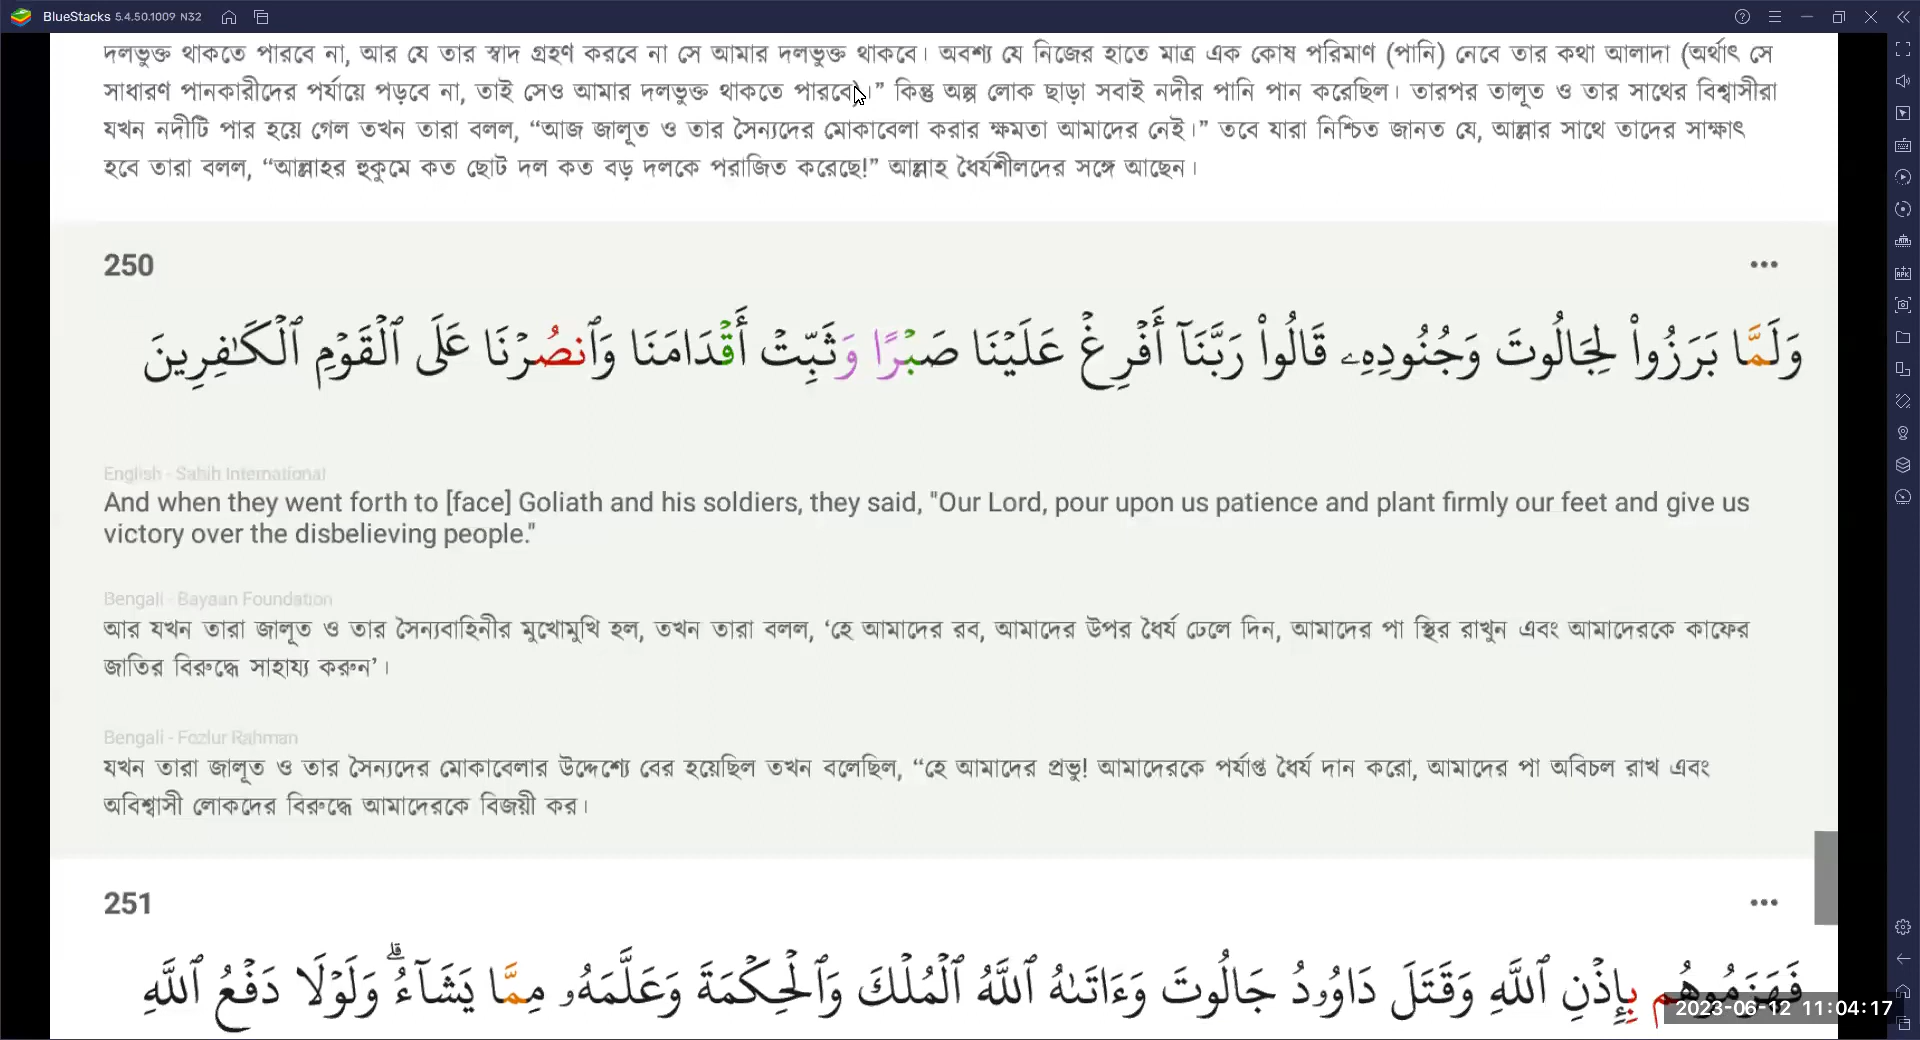 BlueStacks 5.4.50.1009 N32
দলভুক্ত থাকতে পারবে না, আর যে তার স্বাদ গ্রহণ করবে না সে আমার দলভুক্ত থাকবে। অবশ্য যে নিজের হাতে মাত্র এক কোষ পরিমাণ (পানি) নেবে তার কথা আলাদা (অর্থাৎ সে
সাধারণ পানকারীদের পর্যায়ে পড়বে না, তাই সেও আমার দলভুক্ত থাকতে পারবে)।” কিন্তু অল্প লোক ছাড়া সবাই নদীর পানি পান করেছিল। তারপর তালূত ও তার সাথের বিশ্বাসীরা
যখন নদীটি পার হয়ে গেল তখন তারা বলল, “আজ জালূত ও তার সৈন্যদের মোকাবেলা করার ক্ষমতা আমাদের নেই।” তবে যারা নিশ্চিত জানত যে, আল্লার সাথে তাদের সাক্ষাৎ
হবে তারা বলল, “আল্লাহর হুকুমে কত ছোট দল কত বড় দলকে পরাজিত করেছে!” আল্লাহ ধৈর্যশীলদের সঙ্গে আছেন।
250
وَلَمَّا بَرَزُوا۟ لِجَالُوتَ وَجُنُودِهِۦ قَالُوا۟ رَبَّنَآ أَفْرِغْ عَلَيْنَا صَبْرًا وَثَبِّتْ أَقْدَامَنَا وَٱنصُرْنَا عَلَى ٱلْقَوْمِ ٱلْكَـٰفِرِينَ
English - Sahih International
And when they went forth to [face] Goliath and his soldiers, they said, "Our Lord, pour upon us patience and plant firmly our feet and give us
victory over the disbelieving people."
Bengali - Bayaan Foundation
আর যখন তারা জালূত ও তার সৈন্যবাহিনীর মুখোমুখি হল, তখন তারা বলল, ‘হে আমাদের রব, আমাদের উপর ধৈর্য ঢেলে দিন, আমাদের পা স্থির রাখুন এবং আমাদেরকে কাফের
জাতির বিরুদ্ধে সাহায্য করুন’।
Bengali - Fozlur Rahman
যখন তারা জালূত ও তার সৈন্যদের মোকাবেলার উদ্দেশ্যে বের হয়েছিল তখন বলেছিল, “হে আমাদের প্রভু! আমাদেরকে পর্যাপ্ত ধৈর্য দান করো, আমাদের পা অবিচল রাখ এবং
অবিশ্বাসী লোকদের বিরুদ্ধে আমাদেরকে বিজয়ী কর।
251
فَهَزَمُوهُم بِإِذْنِ ٱللَّهِ وَقَتَلَ دَاوُۥدُ جَالُوتَ وَءَاتَىٰهُ ٱللَّهُ ٱلْمُلْكَ وَٱلْحِكْمَةَ وَعَلَّمَهُۥ مِمَّا يَشَآءُ ۗ وَلَوْلَا دَفْعُ ٱللَّهِ
2023-06-12 11:04:17